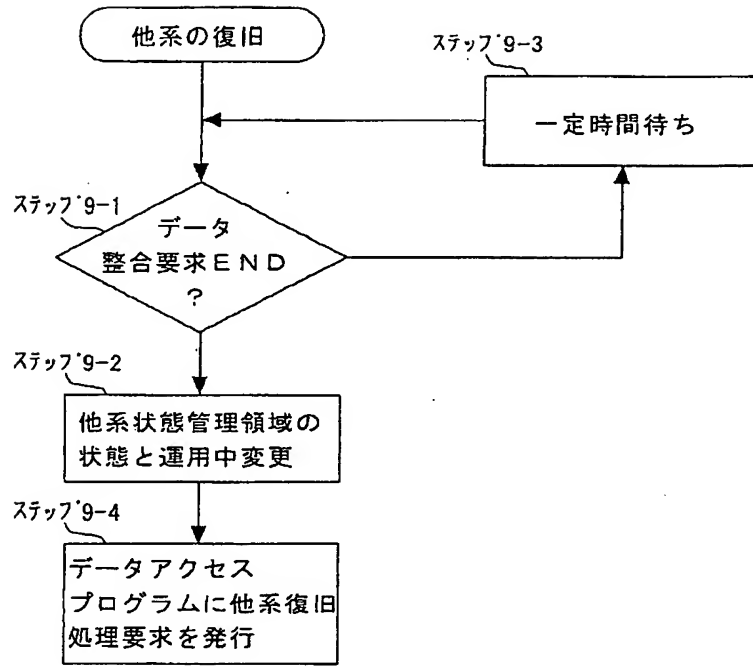 他系の復旧
ステップ9-3
一定時間待ち
ステップ9-1
データ
整合要求END
?
ステップ9-2
他系状態管理領域の
状態と運用中変更
ステップ9-4
データアクセス
プログラムに他系復旧
処理要求を発行